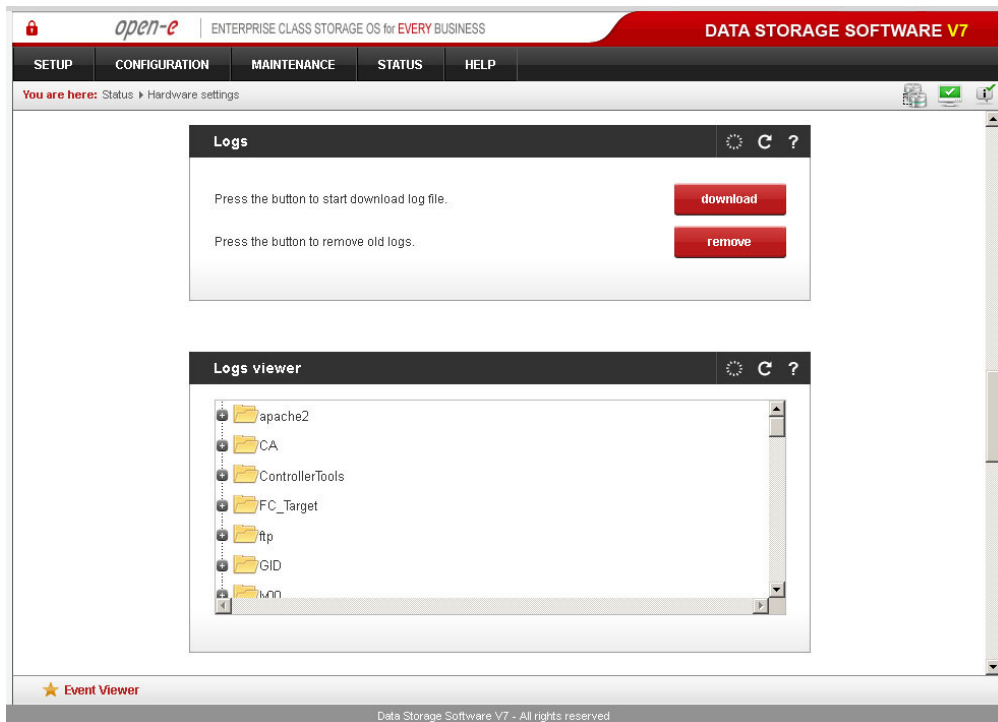 open-e ENTERPRISE CLASS STORAGE OS for EVERY BUSINESS DATA STORAGE SOFTWARE V7
SETUP CONFIGURATION MAINTENANCE STATUS HELP
You are here: Status Hardware settings
Logs ?
Press the button to start download log file. download
Press the button to remove old logs. remove
Logs viewer ?
apache2
CA
ControllerTools
FC_Target
ftp
GID
Event Viewer
Data Storage Software V7 - All rights reserved